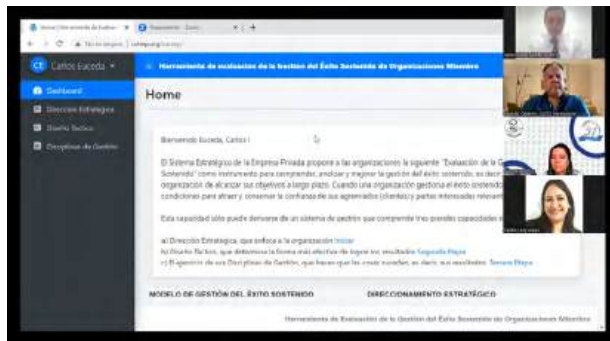 Carlos Euceda
Herramienta de evaluación de la Gestión del Éxito Sostenido de Organizaciones Miembro
Dashboard
Dirección Estratégica
Diseño Táctico
Disciplinas de Gestión
Home
Bienvenido Euceda, Carlos !
El Sistema Estratégico de la Empresa Privada propone a las organizaciones la siguiente "Evaluación de la G
Sostenido" como instrumento para comprender, analizar y mejorar la gestión del éxito sostenido, es decir
organización de alcanzar sus objetivos a largo plazo. Cuando una organización gestiona el éxito sostenido
condiciones para atraer y conservar la confianza de sus agremiados (clientes) y partes interesadas relevant
Esta capacidad sólo puede derivarse de un sistema de gestión que comprende tres grandes capacidades
a) Dirección Estratégica, que enfoca a la organización Iniciar
b) Diseño Táctico, que determina la forma más efectiva de lograr los resultados Segunda Etapa
c) El ejercicio de sus Disciplinas de Gestión, que hacen que las cosas sucedan, es decir, sus resultados. Tercera Etapa
MODELO DE GESTIÓN DEL ÉXITO SOSTENIDO
DIRECCIONAMIENTO ESTRATÉGICO
Herramienta de Evaluación de la Gestión del Éxito Sostenido de Organizaciones Miembro